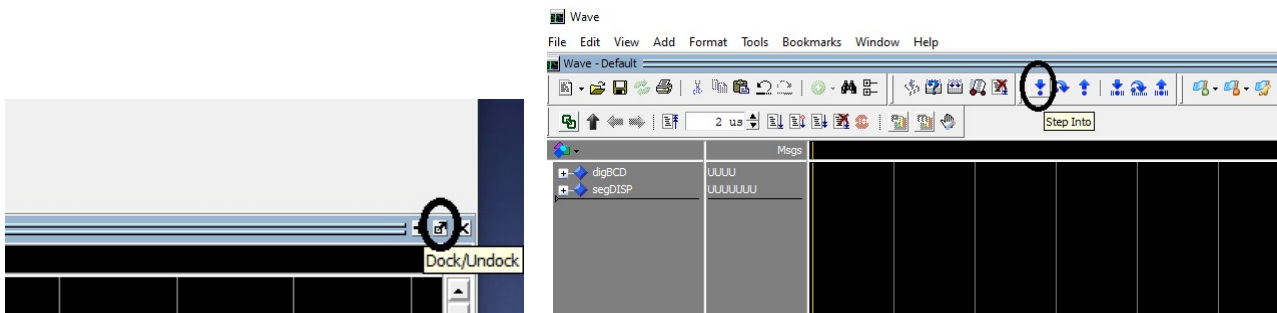 Dock/Undock
Wave
File Edit View Add Format Tools Bookmarks Window Help
Wave - Default
2 us
Step Into
Msgs
digBCD UUUU
segDISP UUUUUUU